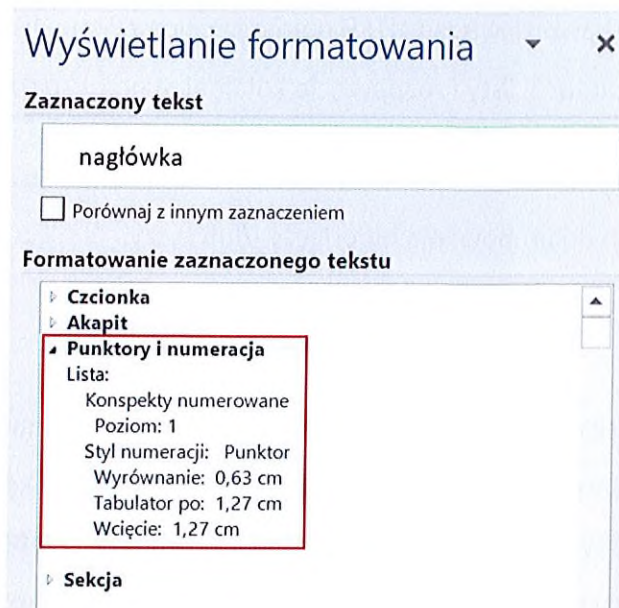 Wyświetlanie formatowania
Zaznaczony tekst
nagłówka
Porównaj z innym zaznaczeniem
Formatowanie zaznaczonego tekstu
Czcionka
Akapit
Punktory i numeracja
Lista:
Konspekty numerowane
Poziom: 1
Styl numeracji: Punktor
Wyrównanie: 0,63 cm
Tabulator po: 1,27 cm
Wcięcie: 1,27 cm
Sekcja